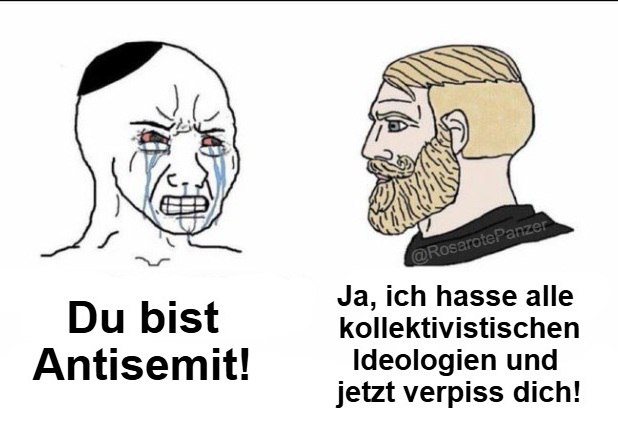 @RosarotePanzer
Du bist
Antisemit!
Ja, ich hasse alle
kollektivistischen
Ideologien und
jetzt verpiss dich!